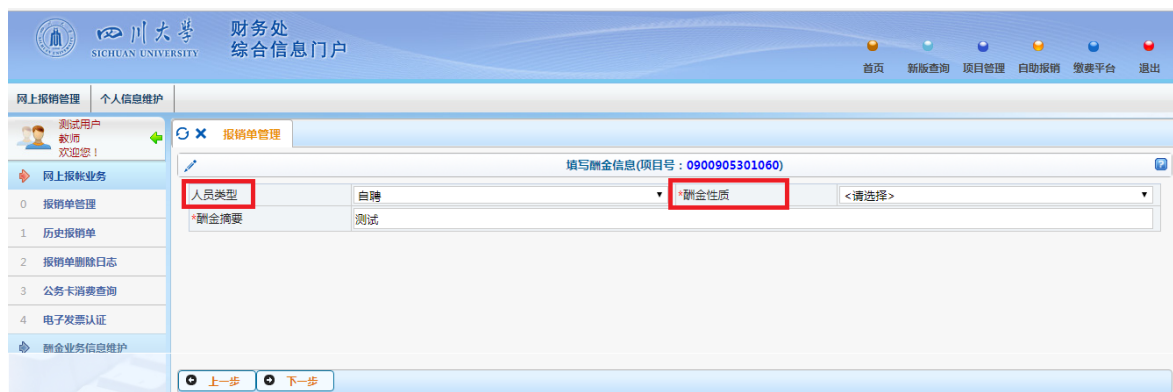 四川大学
SICHUAN UNIVERSITY
财务处
综合信息门户
首页 新版查询 项目管理 自助报销 缴费平台 退出
网上报销管理 个人信息维护
测试用户
教师
欢迎您！
报销单管理
填写酬金信息(项目号：0900905301060)
人员类型 自聘 *酬金性质 <请选择>
*酬金摘要 测试
网上报帐业务
0 报销单管理
1 历史报销单
2 报销单删除日志
3 公务卡消费查询
4 电子发票认证
酬金业务信息维护
上一步 下一步